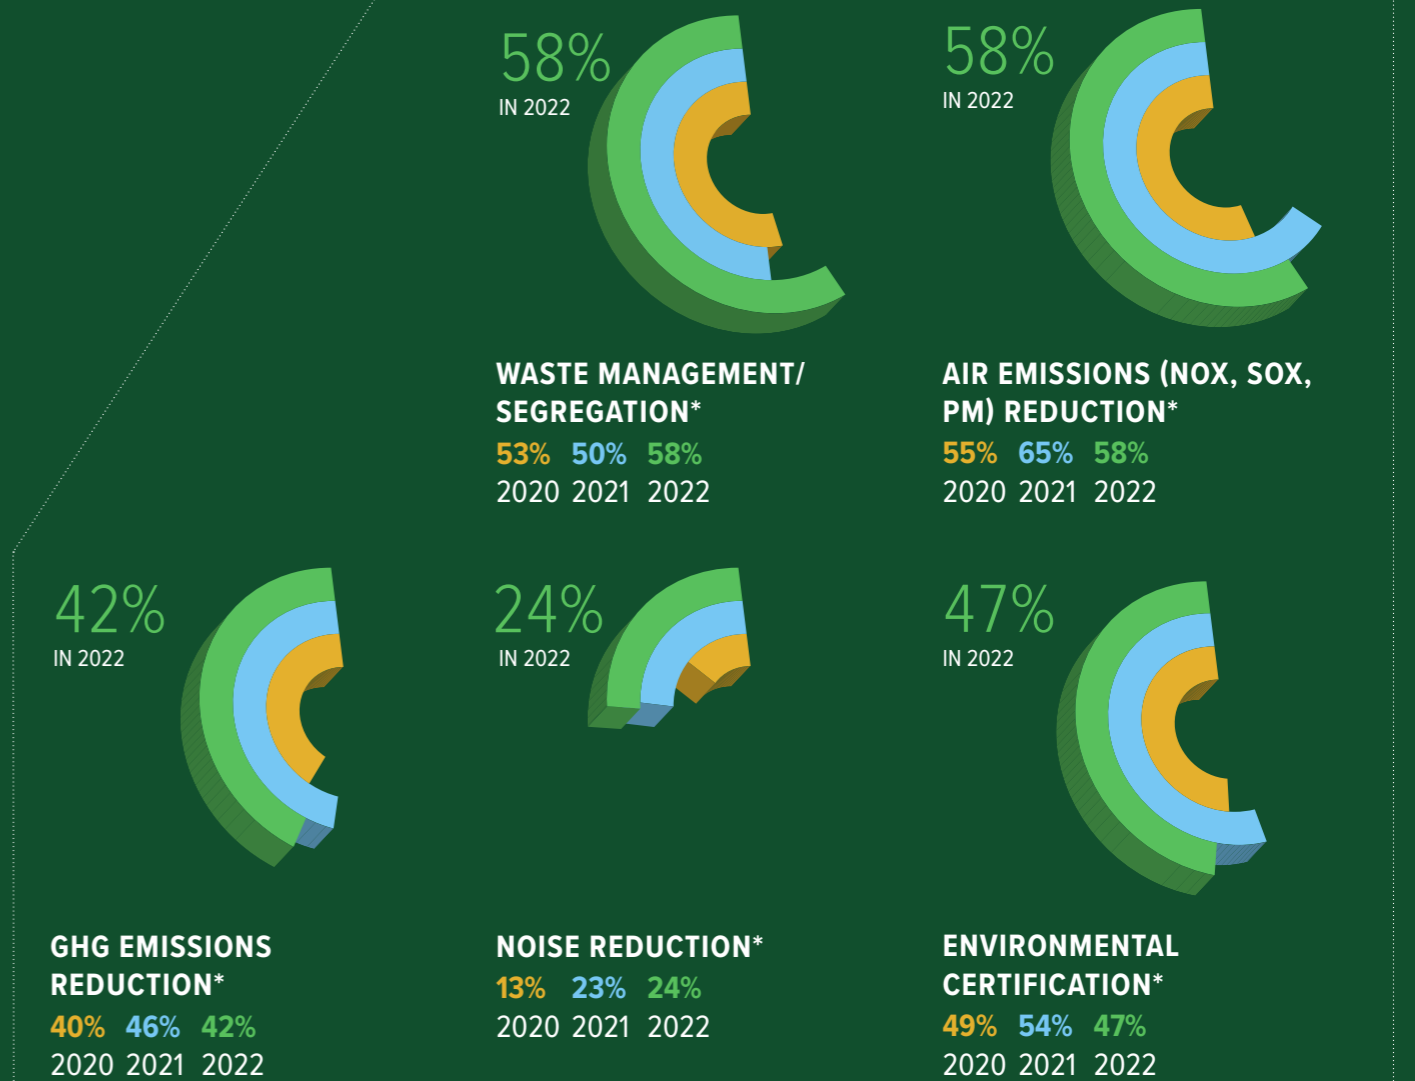 58%
IN 2022
WASTE MANAGEMENT/
SEGREGATION*
53% 50% 58%
2020 2021 2022
58%
IN 2022
AIR EMISSIONS (NOX, SOX,
PM) REDUCTION*
55% 65% 58%
2020 2021 2022
42%
IN 2022
GHG EMISSIONS
REDUCTION*
40% 46% 42%
2020 2021 2022
24%
IN 2022
NOISE REDUCTION*
13% 23% 24%
2020 2021 2022
47%
IN 2022
ENVIRONMENTAL
CERTIFICATION*
49% 54% 47%
2020 2021 2022